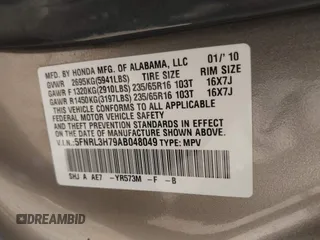 MFD. BY HONDA MFG. OF ALABAMA, LLC 01/'10
GVWR 2695KG(5941LBS) TIRE SIZE RIM SIZE
GAWR F 1320KG(2910LBS) 235/65R16 103T 16X7J
GAWR R 1450KG(3197LBS) 235/65R16 103T 16X7J
THIS VEHICLE CONFORMS TO ALL APPLICABLE
FEDERAL MOTOR VEHICLE SAFETY AND THEFT
PREVENTION STANDARDS IN EFFECT ON THE DATE
OF MANUFACTURE SHOWN ABOVE.
V.I.N.:5FNRL3H79AB048049 TYPE: MPV
SHJ A AE7 -YR573M -F -B
DREAMBID